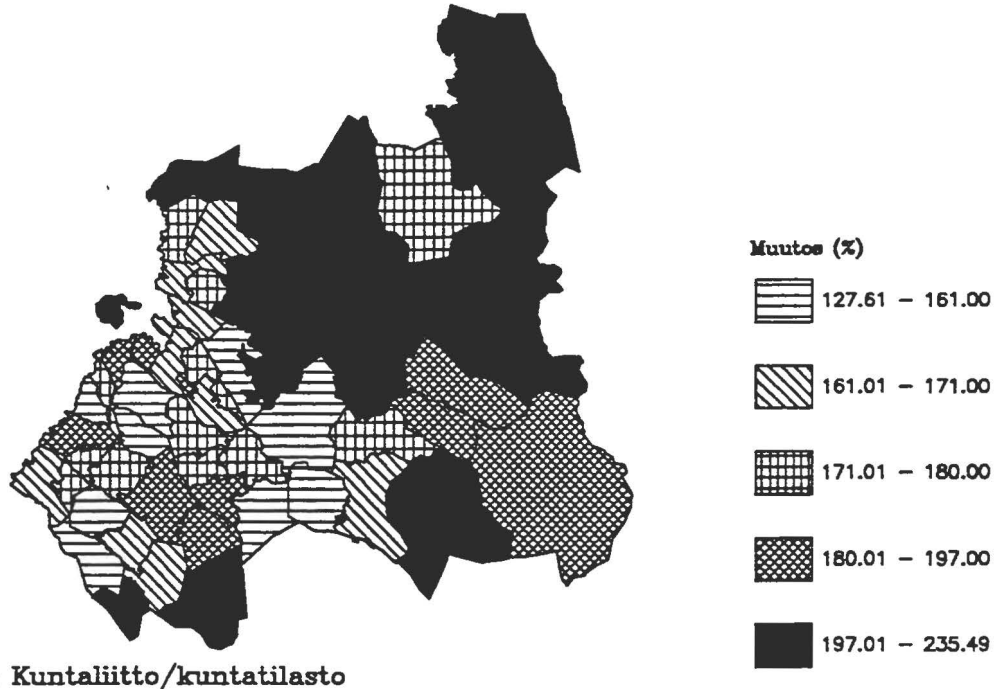 Muutos (%)
127.61 – 161.00
161.01 – 171.00
171.01 – 180.00
180.01 – 197.00
197.01 – 235.49
Kuntaliitto/kuntatilasto